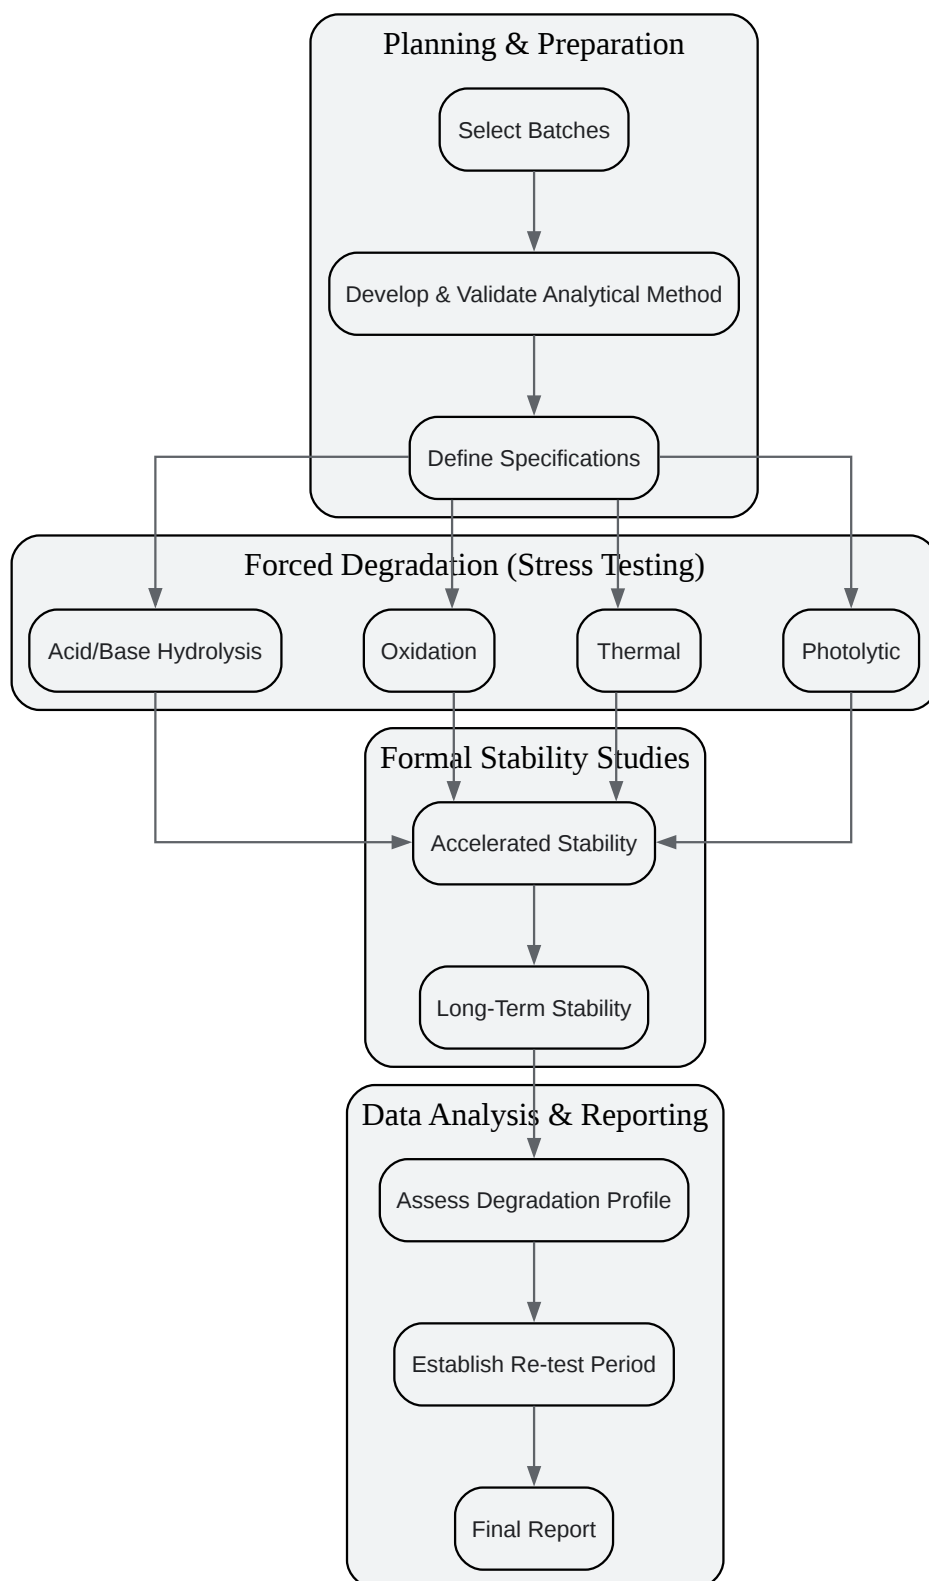 Planning & Preparation
Select Batches
Develop & Validate Analytical Method
Define Specifications
Forced Degradation (Stress Testing)
Acid/Base Hydrolysis
Oxidation
Thermal
Photolytic
Formal Stability Studies
Accelerated Stability
Long-Term Stability
Data Analysis & Reporting
Assess Degradation Profile
Establish Re-test Period
Final Report